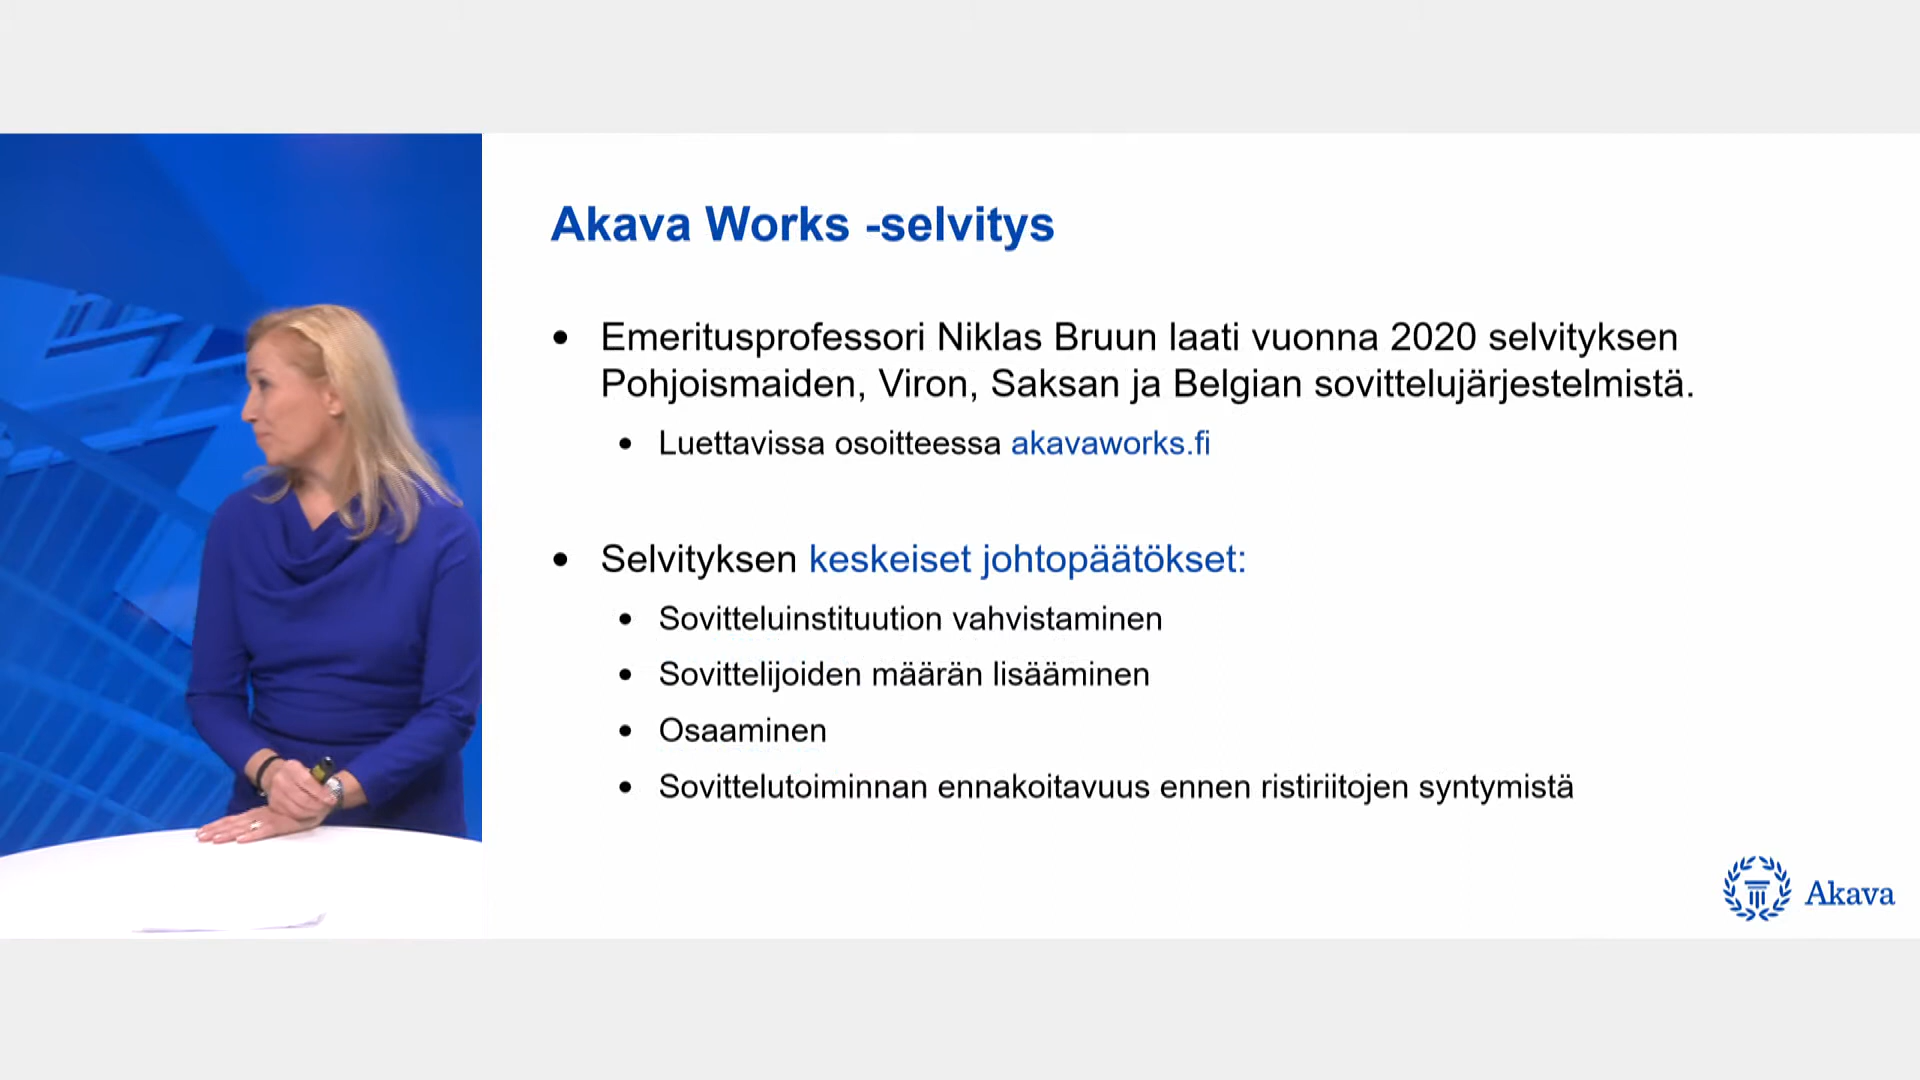 Akava Works -selvitys
• Emeritusprofessori Niklas Bruun laati vuonna 2020 selvityksen
Pohjoismaiden, Viron, Saksan ja Belgian sovittelujärjestelmistä.
• Luettavissa osoitteessa akavaworks.fi
• Selvityksen keskeiset johtopäätökset:
• Sovitteluinstituution vahvistaminen
• Sovittelijoiden määrän lisääminen
• Osaaminen
• Sovittelutoiminnan ennakoitavuus ennen ristiriitojen syntymistä
Akava